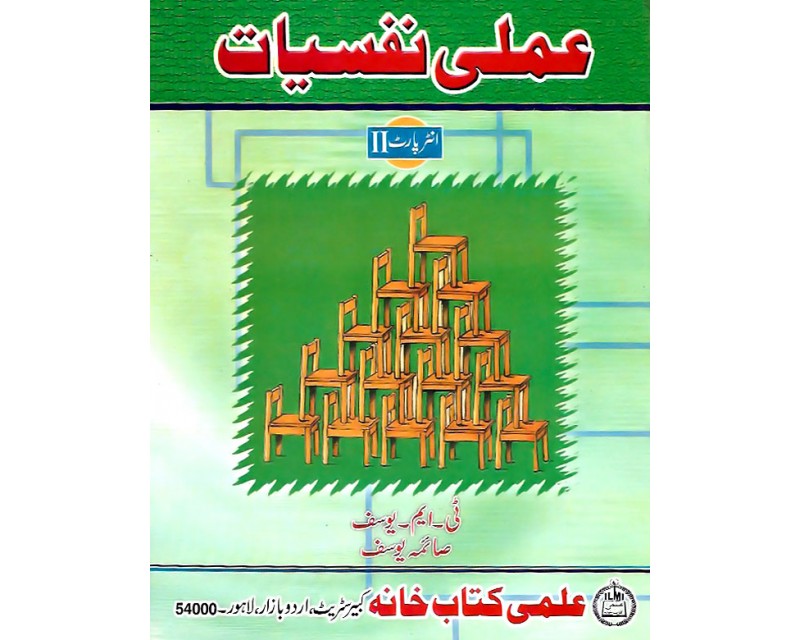 عملی نفسیات
انٹر پارٹ II
ٹی۔ ایم۔ یوسف
صائمہ یوسف
علمی کتاب خانہ کبیر سٹریٹ، اردو بازار، لاہور۔ 54000
ILMI